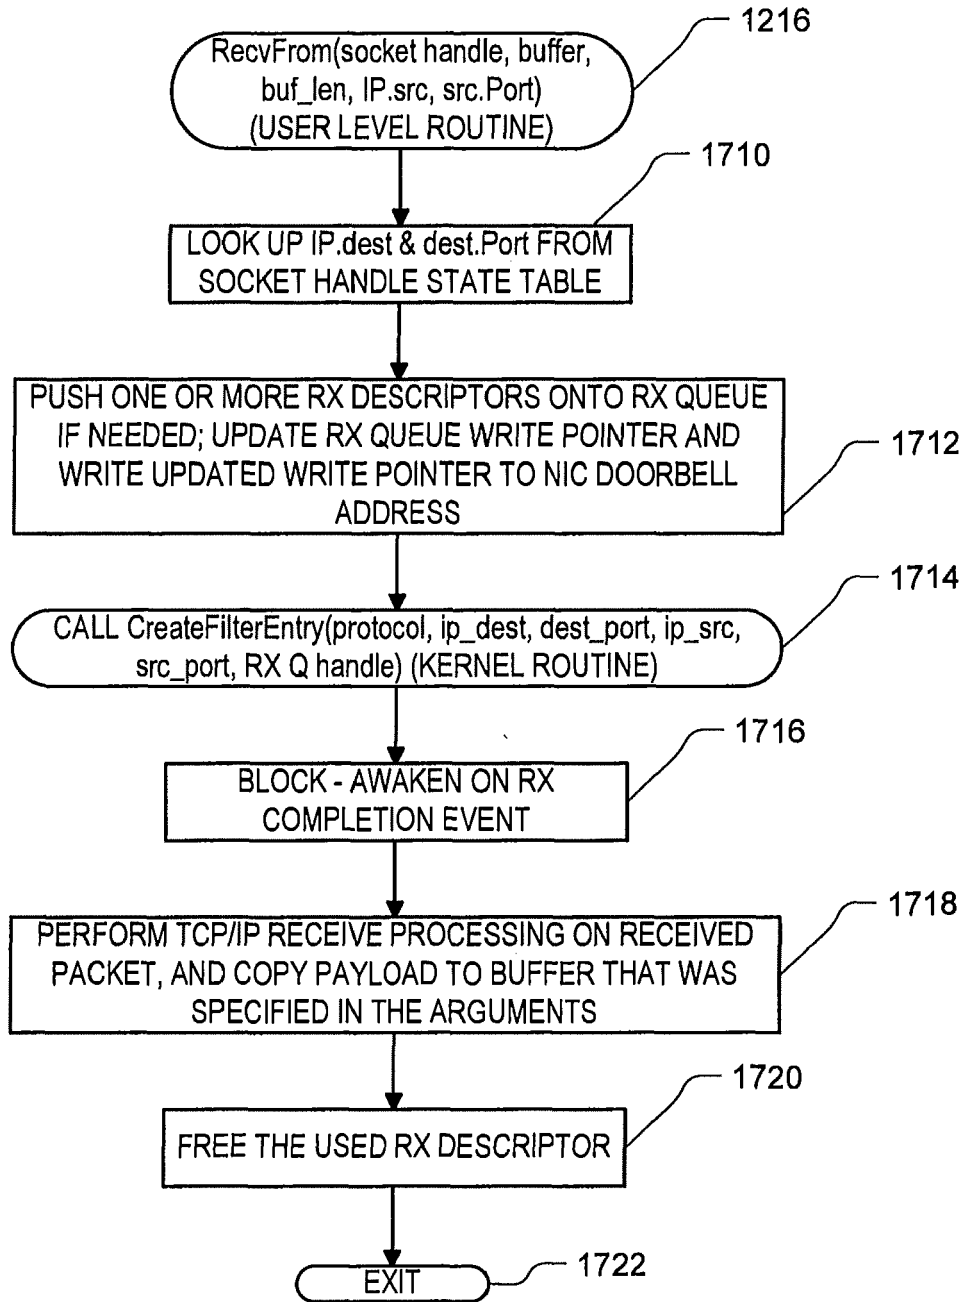 1216
RecvFrom(socket handle, buffer,
buf_len, IP.src, src.Port)
(USER LEVEL ROUTINE)
1710
LOOK UP IP.dest & dest.Port FROM
SOCKET HANDLE STATE TABLE
PUSH ONE OR MORE RX DESCRIPTORS ONTO RX QUEUE
IF NEEDED; UPDATE RX QUEUE WRITE POINTER AND
WRITE UPDATED WRITE POINTER TO NIC DOORBELL
ADDRESS
1712
1714
CALL CreateFilterEntry(protocol, ip_dest, dest_port, ip_src,
src_port, RX Q handle) (KERNEL ROUTINE)
1716
BLOCK - AWAKEN ON RX
COMPLETION EVENT
1718
PERFORM TCP/IP RECEIVE PROCESSING ON RECEIVED
PACKET, AND COPY PAYLOAD TO BUFFER THAT WAS
SPECIFIED IN THE ARGUMENTS
1720
FREE THE USED RX DESCRIPTOR
1722
EXIT